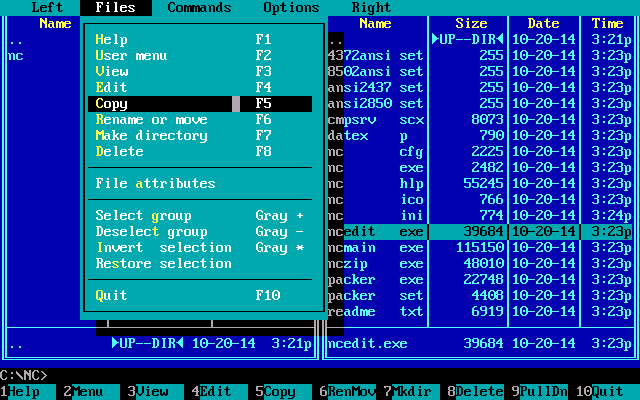 Left Files Commands Options Right
Name Name Size Date Time
.. Help F1 .. ►UP--DIR◄ 10-20-14 3:21p
nc User menu F2 4372ansi set 255 10-20-14 3:23p
View F3 8502ansi set 255 10-20-14 3:23p
Edit F4 ansi2437 set 255 10-20-14 3:23p
Copy F5 ansi2850 set 255 10-20-14 3:23p
Rename or move F6 cmpsrv scx 8073 10-20-14 3:23p
Make directory F7 datex p 790 10-20-14 3:23p
Delete F8 nc cfg 2225 10-20-14 3:23p
nc exe 2482 10-20-14 3:23p
File attributes nc hlp 55245 10-20-14 3:23p
nc ico 766 10-20-14 3:23p
Select group Gray + nc ini 774 10-20-14 3:24p
Deselect group Gray - ncedit exe 39684 10-20-14 3:23p
Invert selection Gray * ncmain exe 115150 10-20-14 3:23p
Restore selection nczip exe 48010 10-20-14 3:23p
packer exe 22748 10-20-14 3:23p
Quit F10 packer set 4408 10-20-14 3:23p
readme txt 6919 10-20-14 3:23p
.. ►UP--DIR◄ 10-20-14 3:21p ncedit.exe 39684 10-20-14 3:23p
C:\NC>
1Help 2Menu 3View 4Edit 5Copy 6RenMov 7Mkdir 8Delete 9PullDn 10Quit